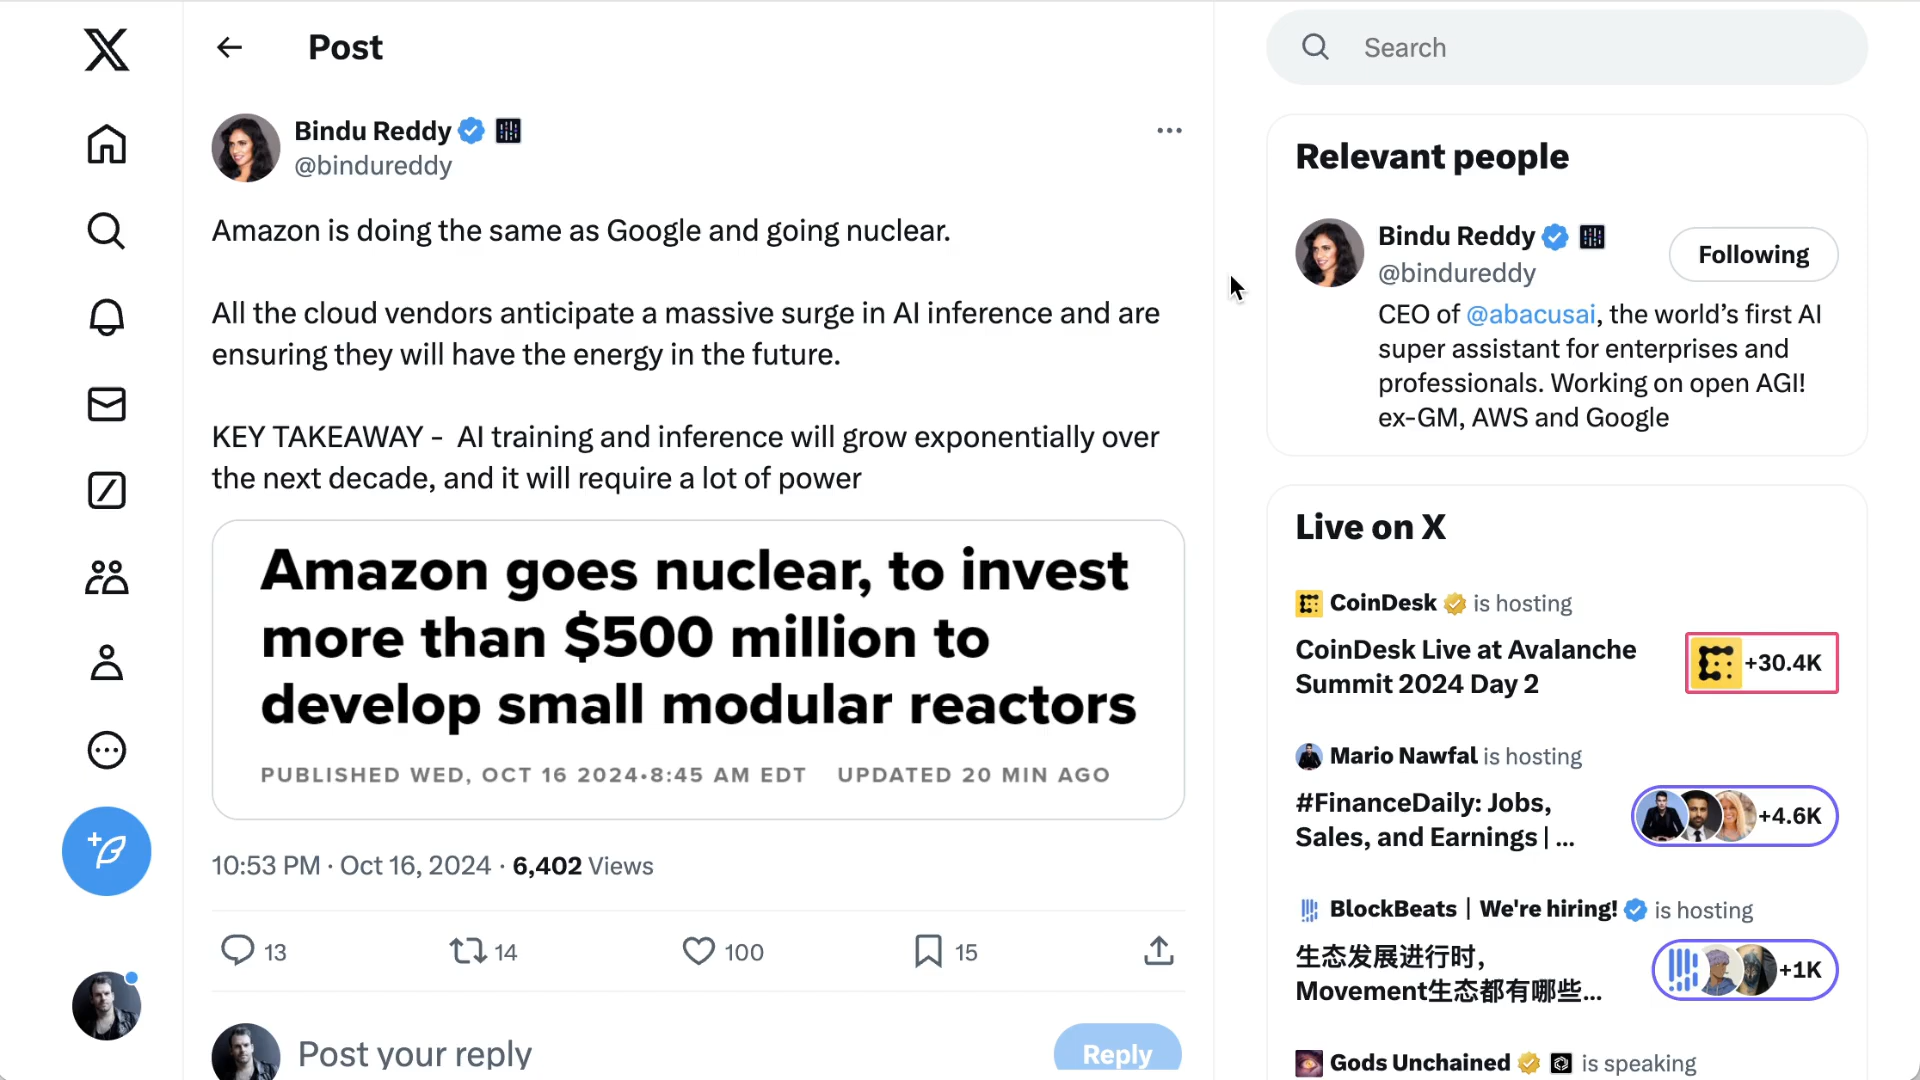 Post
Search
Bindu Reddy
@bindureddy
Amazon is doing the same as Google and going nuclear.
All the cloud vendors anticipate a massive surge in AI inference and are
ensuring they will have the energy in the future.
KEY TAKEAWAY - AI training and inference will grow exponentially over
the next decade, and it will require a lot of power
Amazon goes nuclear, to invest
more than $500 million to
develop small modular reactors
PUBLISHED WED, OCT 16 2024•8:45 AM EDT UPDATED 20 MIN AGO
10:53 PM · Oct 16, 2024 · 6,402 Views
13 14 100 15
Post your reply
Reply
Relevant people
Bindu Reddy
@bindureddy
Following
CEO of @abacusai, the world's first AI
super assistant for enterprises and
professionals. Working on open AGI!
ex-GM, AWS and Google
Live on X
CoinDesk is hosting
CoinDesk Live at Avalanche
Summit 2024 Day 2
+30.4K
Mario Nawfal is hosting
#FinanceDaily: Jobs,
Sales, and Earnings | ...
+4.6K
BlockBeats | We're hiring! is hosting
生态发展进行时,
Movement生态都有哪些...
+1K
Gods Unchained is speaking